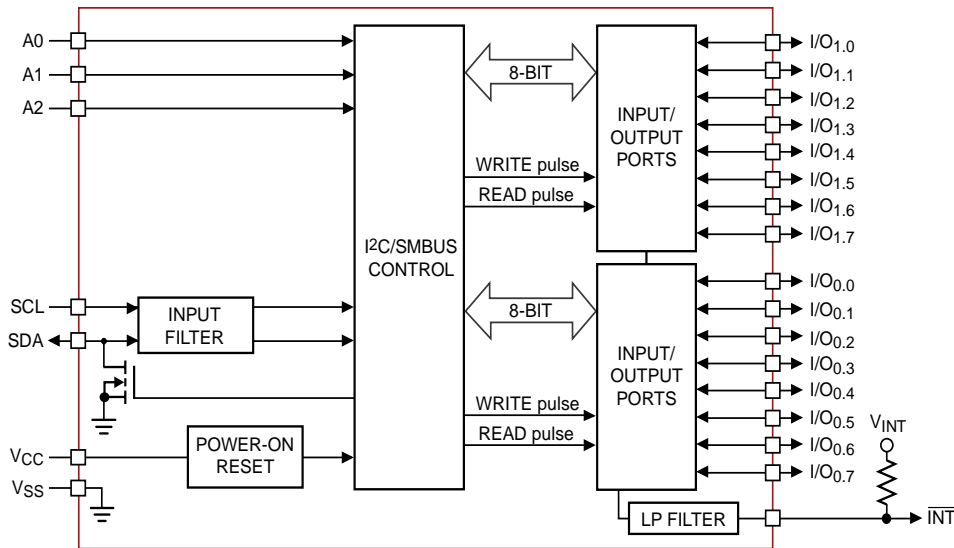 A0
A1
A2
SCL
SDA
VCC
VSS
INPUT
FILTER
POWER-ON
RESET
I2C/SMBUS
CONTROL
8-BIT
WRITE pulse
READ pulse
8-BIT
WRITE pulse
READ pulse
INPUT/
OUTPUT
PORTS
INPUT/
OUTPUT
PORTS
LP FILTER
I/O1.0
I/O1.1
I/O1.2
I/O1.3
I/O1.4
I/O1.5
I/O1.6
I/O1.7
I/O0.0
I/O0.1
I/O0.2
I/O0.3
I/O0.4
I/O0.5
I/O0.6
I/O0.7
VINT
INT